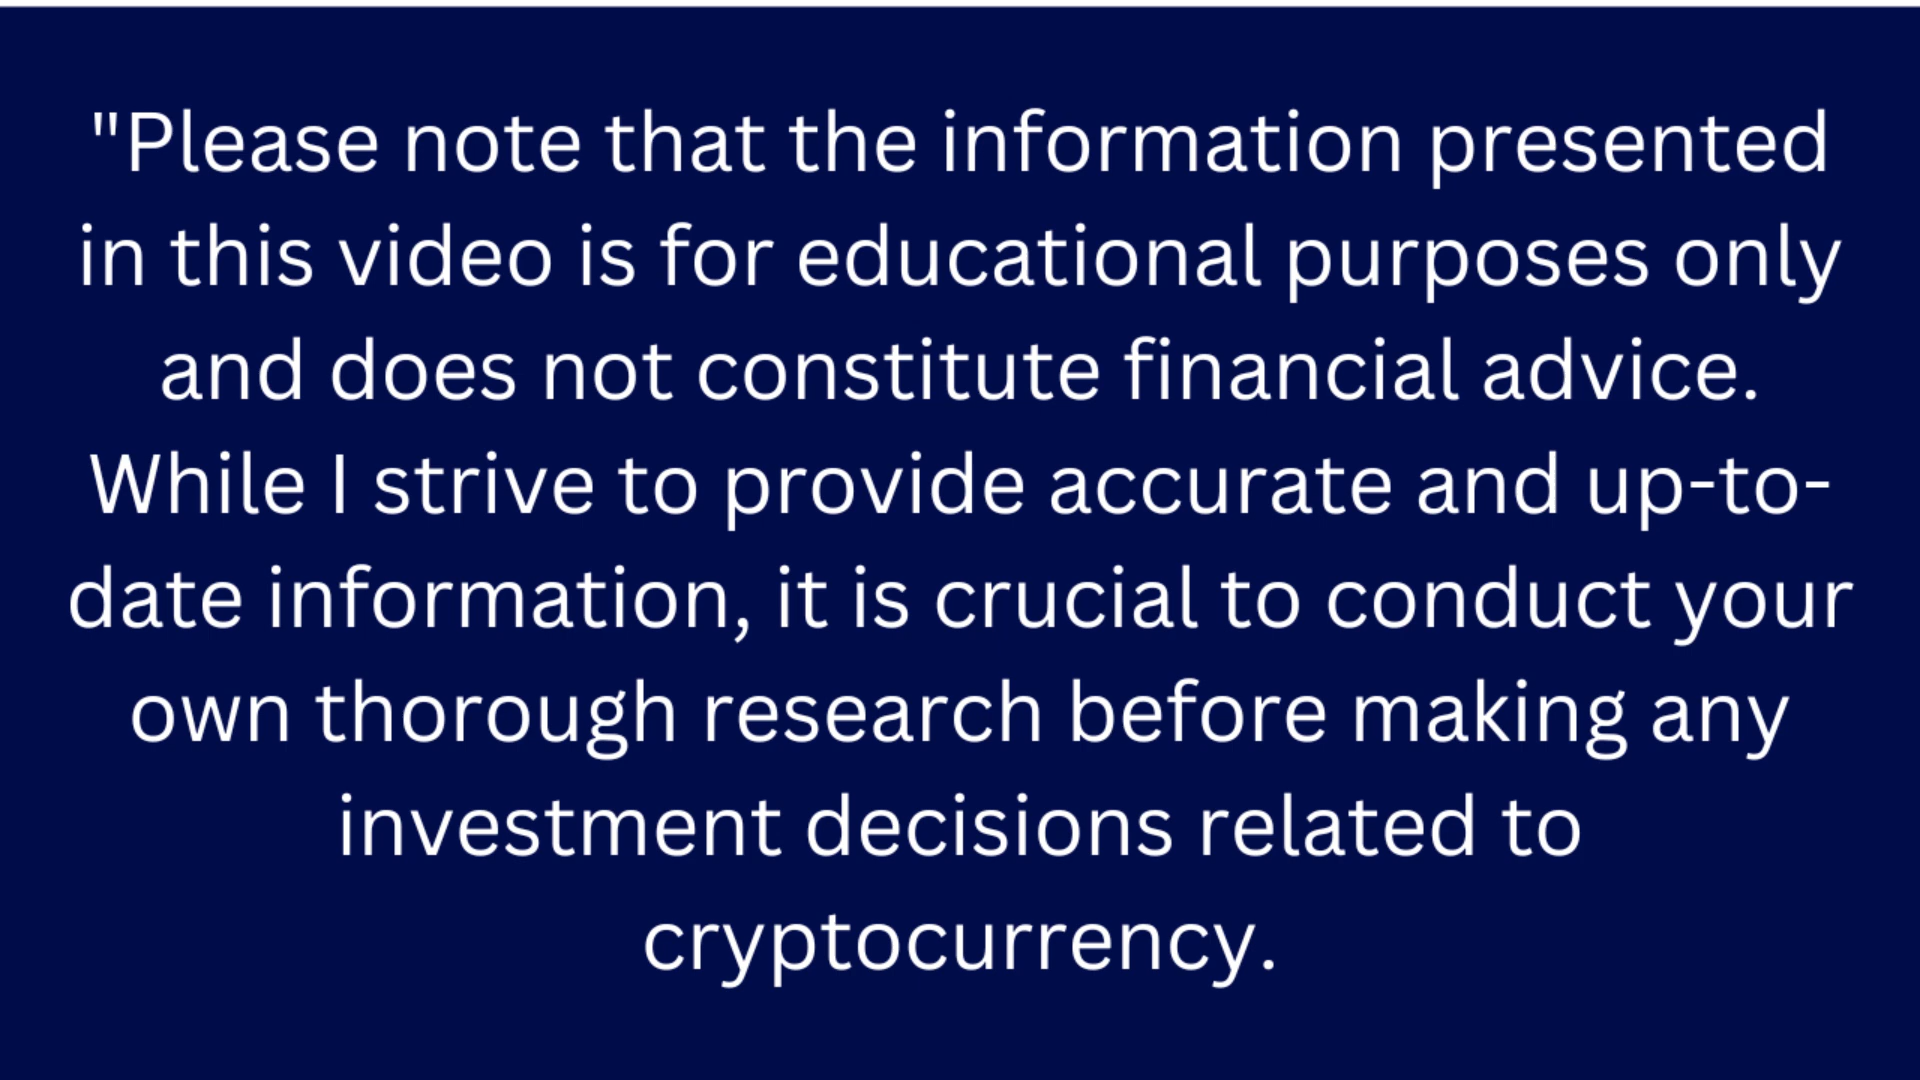 "Please note that the information presented
in this video is for educational purposes only
and does not constitute financial advice.
While I strive to provide accurate and up-to-
date information, it is crucial to conduct your
own thorough research before making any
investment decisions related to
cryptocurrency.